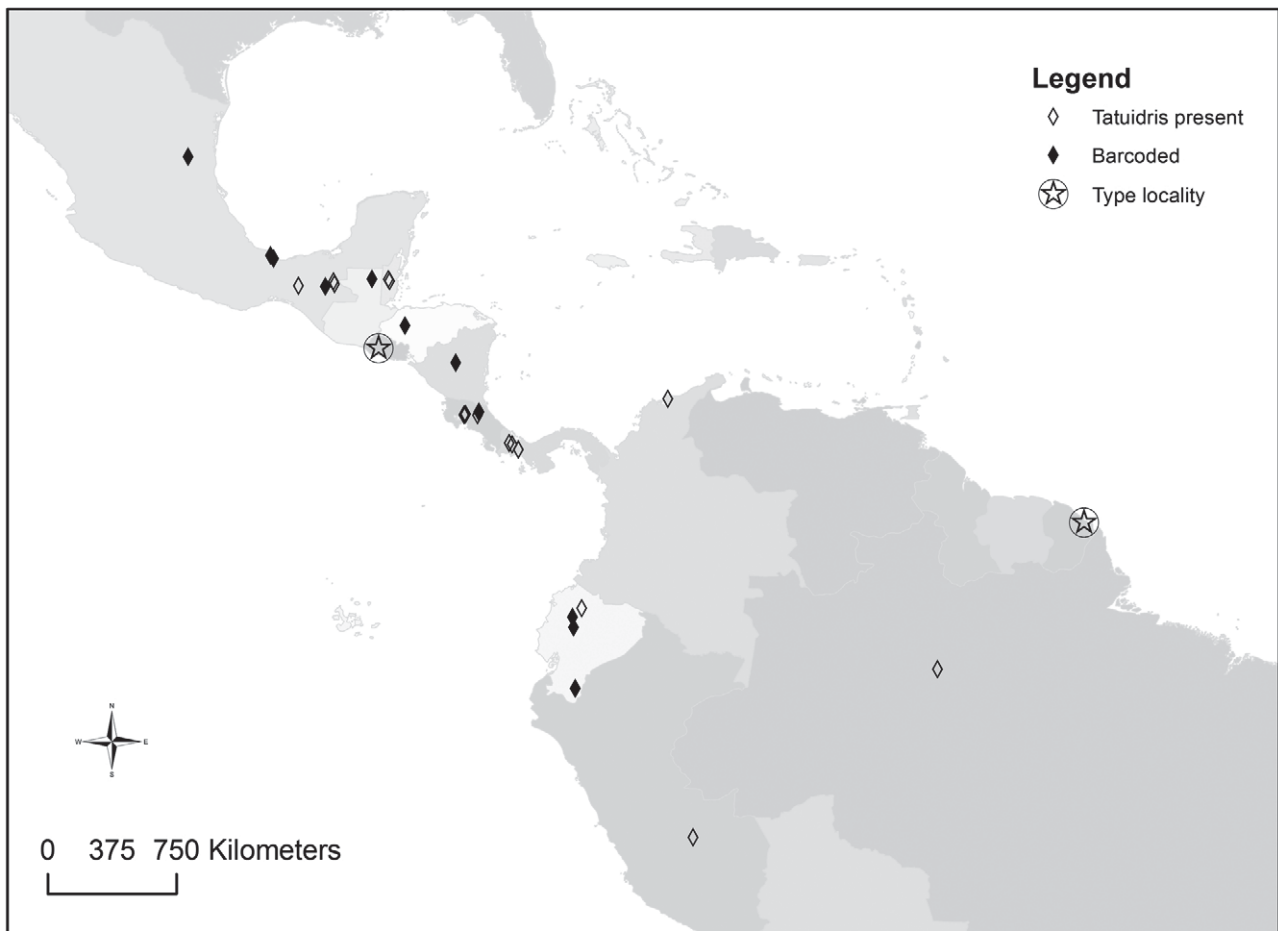 Legend
Tatuidris present
Barcoded
Type locality
N
W E
S
0 375 750 Kilometers